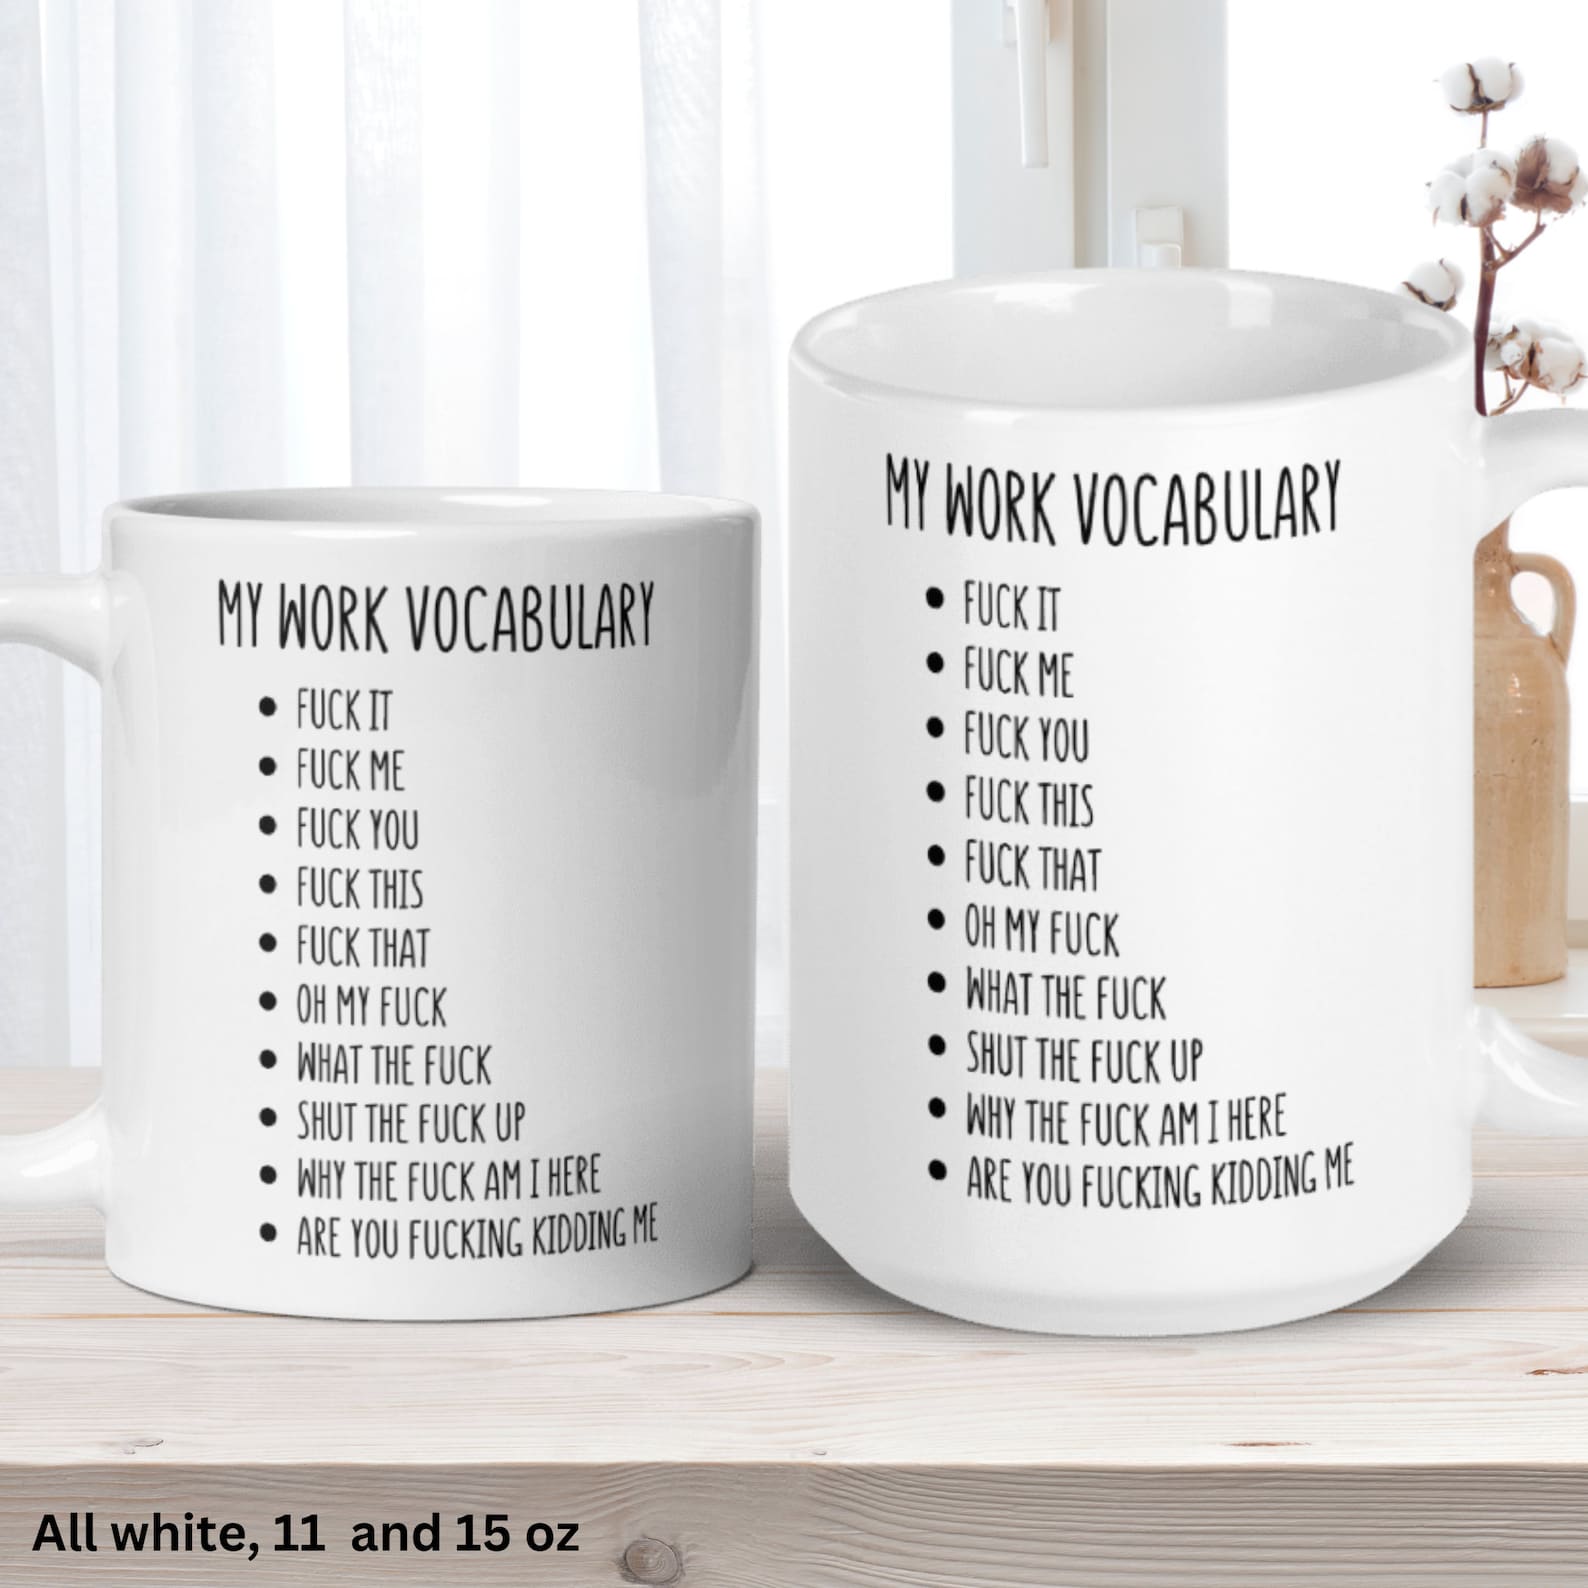 MY WORK VOCABULARY
• FUCK IT
• FUCK ME
• FUCK YOU
• FUCK THIS
• FUCK THAT
• OH MY FUCK
• WHAT THE FUCK
• SHUT THE FUCK UP
• WHY THE FUCK AM I HERE
• ARE YOU FUCKING KIDDING ME
MY WORK VOCABULARY
• FUCK IT
• FUCK ME
• FUCK YOU
• FUCK THIS
• FUCK THAT
• OH MY FUCK
• WHAT THE FUCK
• SHUT THE FUCK UP
• WHY THE FUCK AM I HERE
• ARE YOU FUCKING KIDDING ME
All white, 11 and 15 oz